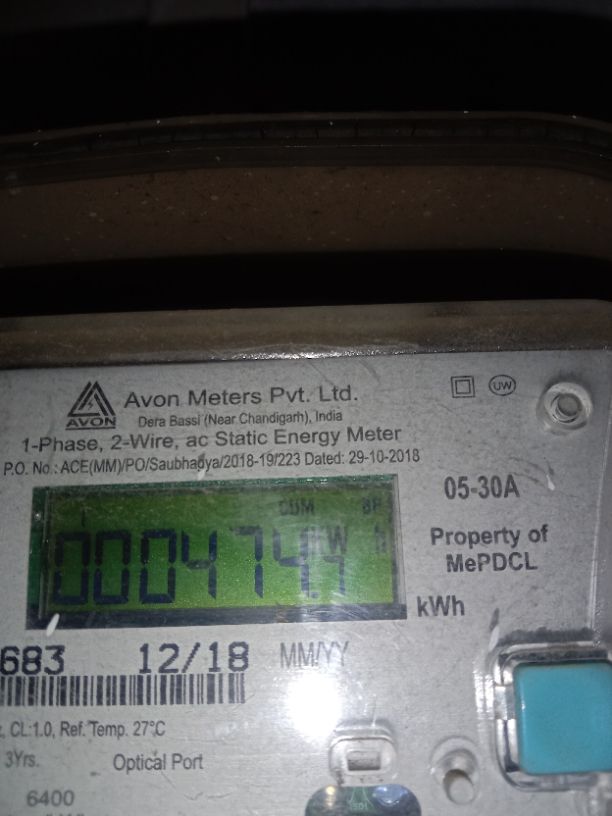 AVON
Avon Meters Pvt. Ltd.
Dera Bassi (Near Chandigarh), India
UW
1-Phase, 2-Wire, ac Static Energy Meter
P.O. No.: ACE(MM)/PO/Saubhagya/2018-19/223 Dated: 29-10-2018
05-30A
CUM
000474.7 kW h
Property of
MePDCL
kWh
683 12/18 MM/YY
CL:1.0, Ref. Temp. 27°C
3Yrs. Optical Port
6400